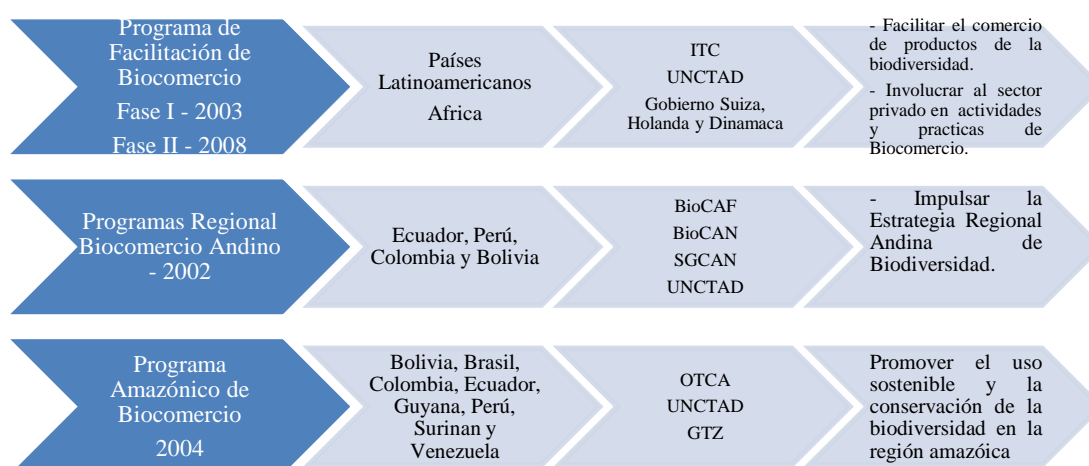 Programa de
Facilitación de
Biocomercio
Fase I - 2003
Fase II - 2008
Países
Latinoamericanos
Africa
ITC
UNCTAD
Gobierno Suiza,
Holanda y Dinamaca
- Facilitar el comercio
de productos de la
biodiversidad.
- Involucrar al sector
privado en actividades
y practicas de
Biocomercio.
Programas Regional
Biocomercio Andino
- 2002
Ecuador, Perú,
Colombia y Bolivia
BioCAF
BioCAN
SGCAN
UNCTAD
- Impulsar la
Estrategia Regional
Andina de
Biodiversidad.
Programa
Amazónico de
Biocomercio
2004
Bolivia, Brasil,
Colombia, Ecuador,
Guyana, Perú,
Surinan y
Venezuela
OTCA
UNCTAD
GTZ
Promover el uso
sostenible y la
conservación de la
biodiversidad en la
región amazóica